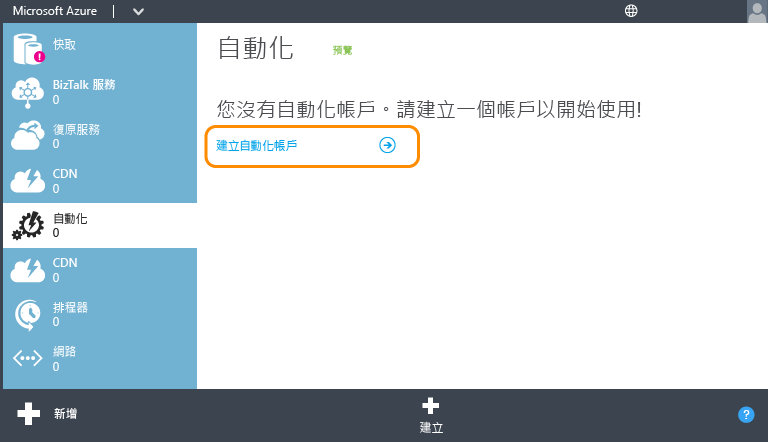 Microsoft Azure
快取
BizTalk 服務
0
復原服務
0
CDN
0
自動化
0
CDN
0
排程器
0
網路
0
自動化 預覽
您沒有自動化帳戶。請建立一個帳戶以開始使用!
建立自動化帳戶
新增
建立
?